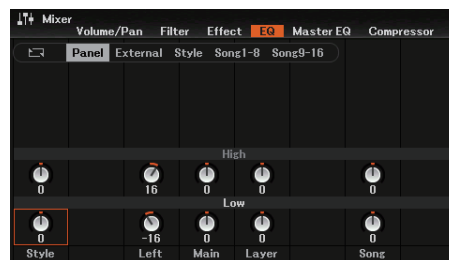 Mixer
Volume/Pan Filter Effect EQ Master EQ Compressor
Panel External Style Song1-8 Song9-16
High
0 16 0 0 0
Low
0 -16 0 0 0
Style Left Main Layer Song